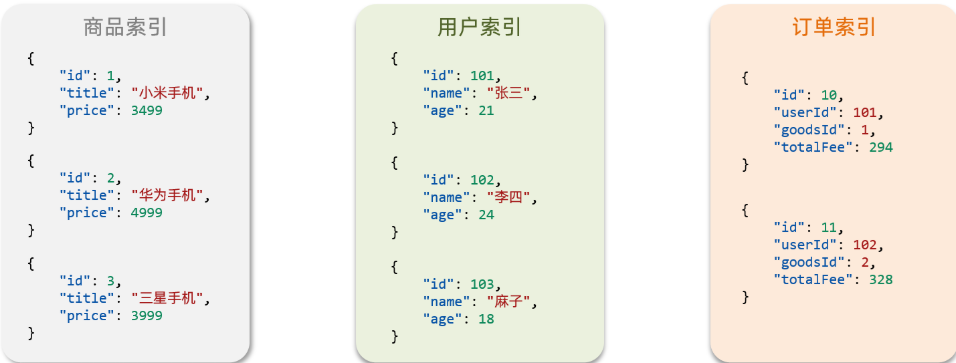 商品索引
{
"id": 1,
"title": "小米手机",
"price": 3499
}
{
"id": 2,
"title": "华为手机",
"price": 4999
}
{
"id": 3,
"title": "三星手机",
"price": 3999
}
用户索引
{
"id": 101,
"name": "张三",
"age": 21
}
{
"id": 102,
"name": "李四",
"age": 24
}
{
"id": 103,
"name": "麻子",
"age": 18
}
订单索引
{
"id": 10,
"userId": 101,
"goodsId": 1,
"totalFee": 294
}
{
"id": 11,
"userId": 102,
"goodsId": 2,
"totalFee": 328
}